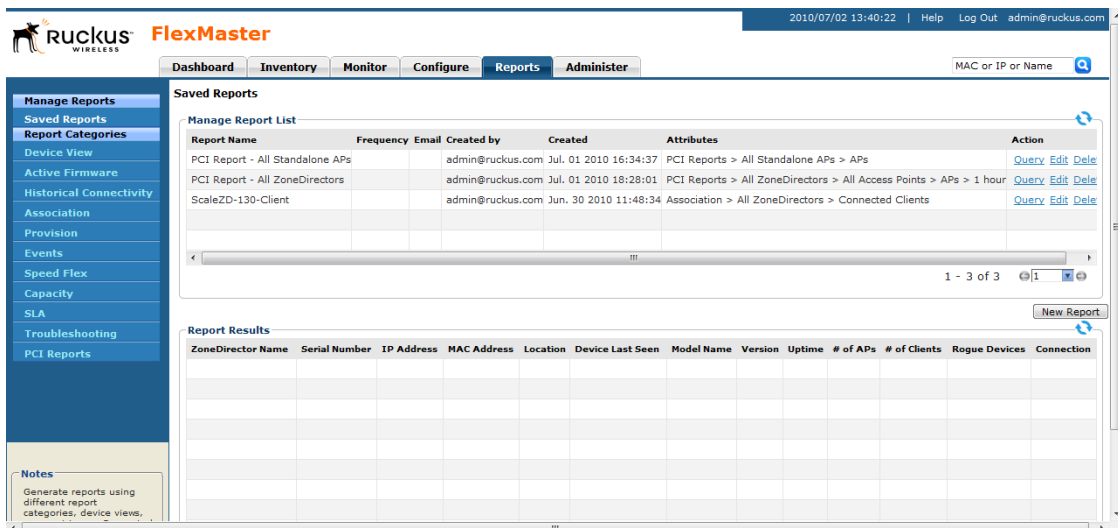 2010/07/02 13:40:22 | Help Log Out admin@ruckus.com
RUCKUS WIRELESS FlexMaster
Dashboard Inventory Monitor Configure Reports Administer MAC or IP or Name
Manage Reports
Saved Reports
Report Categories
Device View
Active Firmware
Historical Connectivity
Association
Provision
Events
Speed Flex
Capacity
SLA
Troubleshooting
PCI Reports
Notes
Generate reports using
different report
categories, device views,
Saved Reports
Manage Report List
Report Name Frequency Email Created by Created Attributes Action
PCI Report - All Standalone APs admin@ruckus.com Jul. 01 2010 16:34:37 PCI Reports > All Standalone APs > APs Query Edit Dele
PCI Report - All ZoneDirectors admin@ruckus.com Jul. 01 2010 18:28:01 PCI Reports > All ZoneDirectors > All Access Points > APs > 1 hour Query Edit Dele
ScaleZD-130-Client admin@ruckus.com Jun. 30 2010 11:48:34 Association > All ZoneDirectors > Connected Clients Query Edit Dele
1 - 3 of 3 1
New Report
Report Results
ZoneDirector Name Serial Number IP Address MAC Address Location Device Last Seen Model Name Version Uptime # of APs # of Clients Rogue Devices Connection